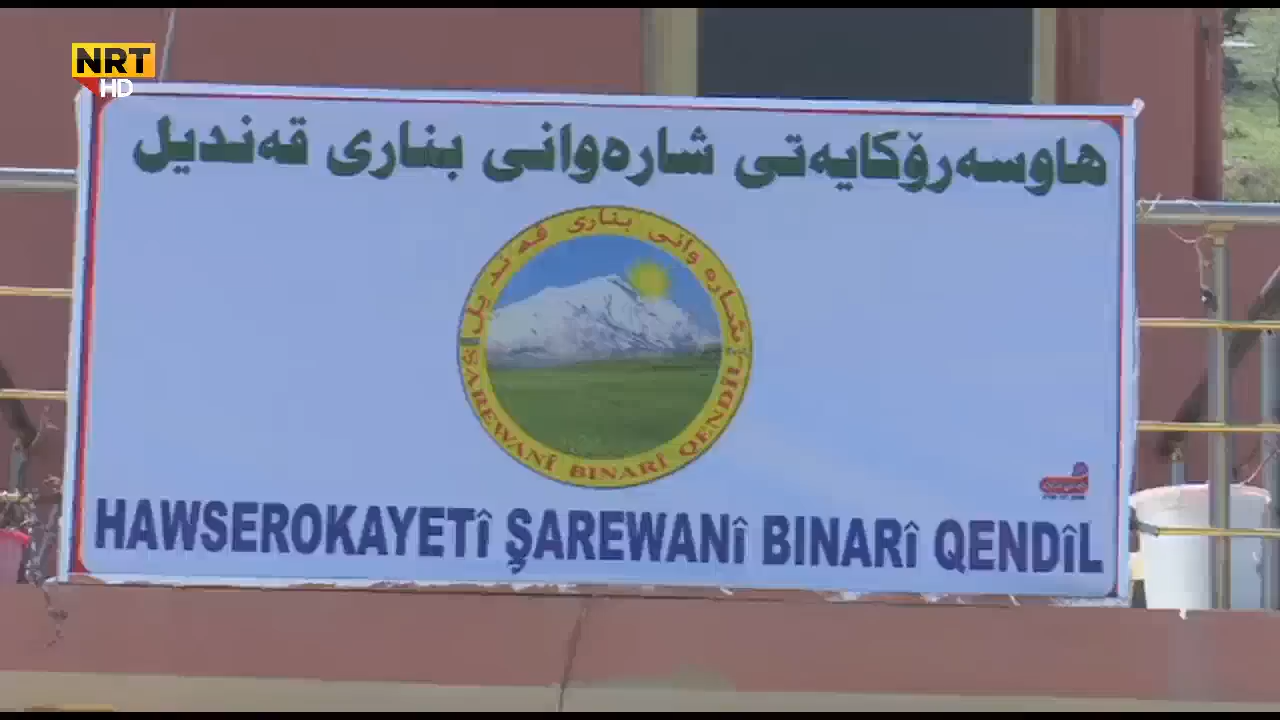 NRT
HD
هاوسەرۆکایەتی شارەوانی بناری قەندیل
شارەوانی بناری قەندیل
ŞAREWANÎ BINARÎ QENDÎL
HAWSEROKAYETÎ ŞAREWANÎ BINARÎ QENDÎL